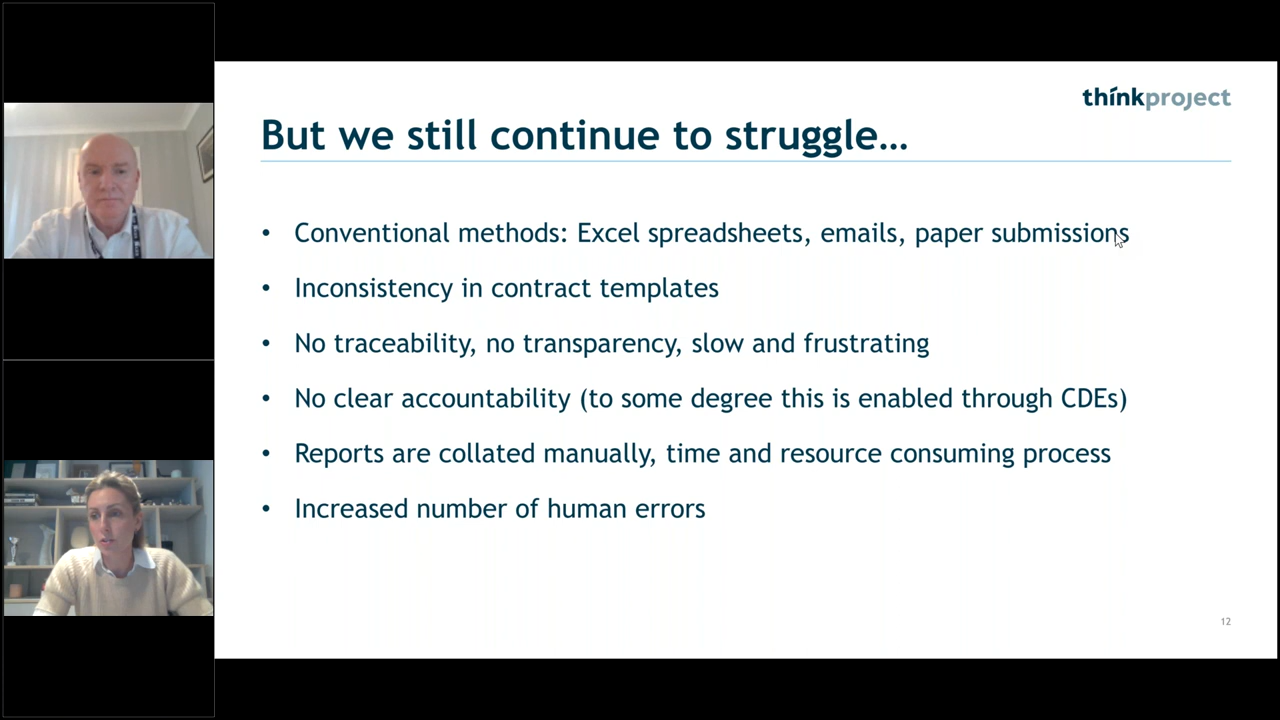 thinkproject
But we still continue to struggle…
• Conventional methods: Excel spreadsheets, emails, paper submissions
• Inconsistency in contract templates
• No traceability, no transparency, slow and frustrating
• No clear accountability (to some degree this is enabled through CDEs)
• Reports are collated manually, time and resource consuming process
• Increased number of human errors
12